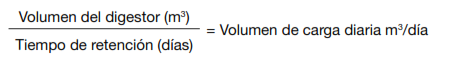 Volumen del digestor (m³)
Tiempo de retención (días)
= Volumen de carga diaria m³/día